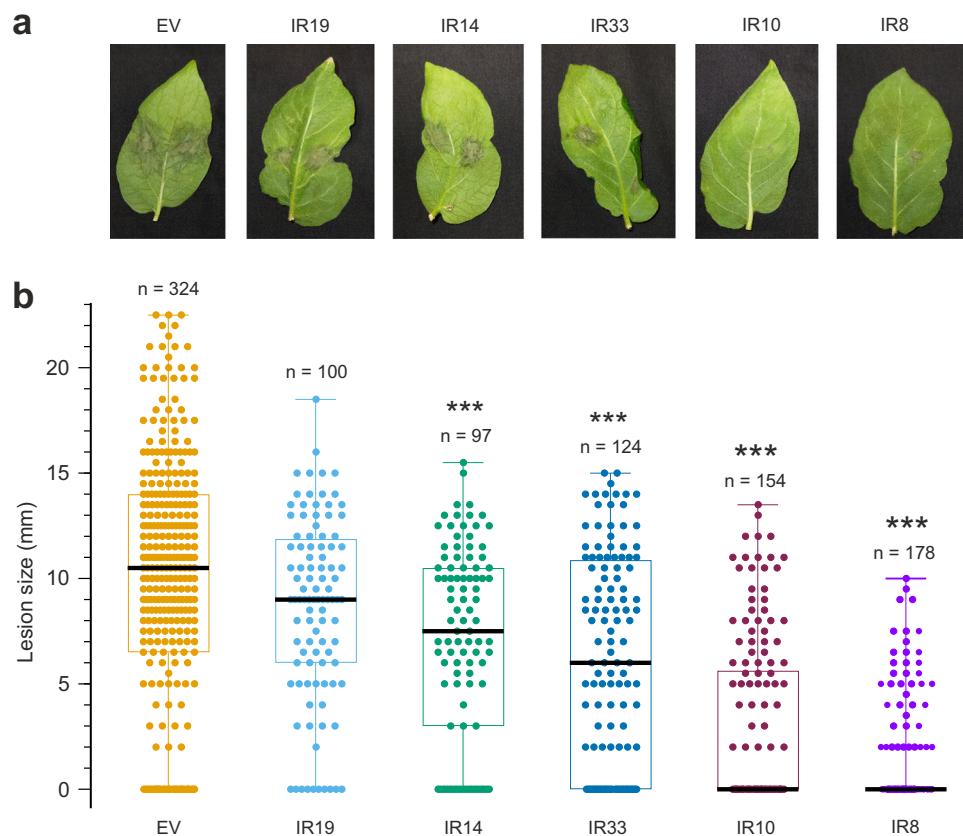 a
EV IR19 IR14 IR33 IR10 IR8
b
n = 324
n = 100
***
n = 97
***
n = 124
***
n = 154
***
n = 178
Lesion size (mm)
20
15
10
5
0
EV IR19 IR14 IR33 IR10 IR8